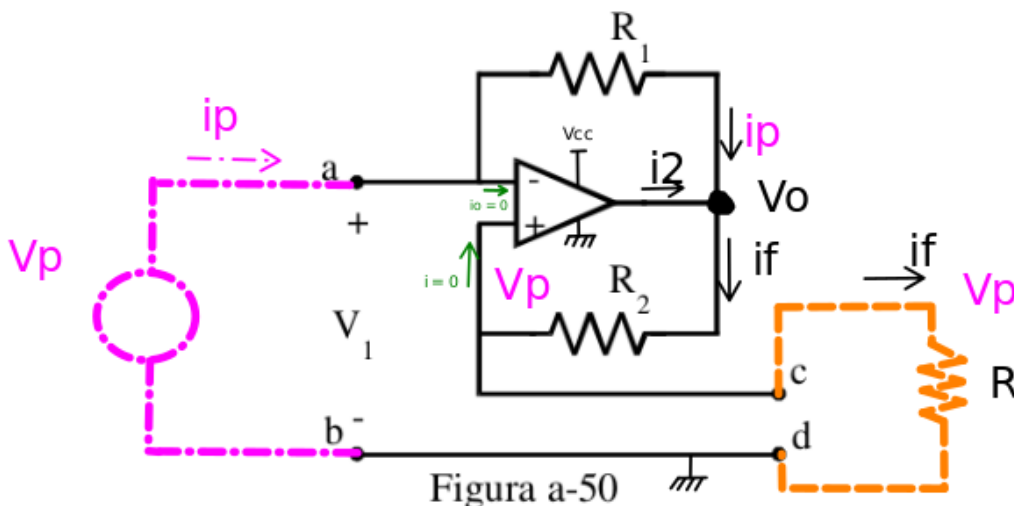 R1
ip
ip
Vcc
a
-
i2
Vo
io = 0
+
+
Vp
if
if
i = 0
Vp
R2
Vp
V1
c
R
b
-
d
Figura a-50